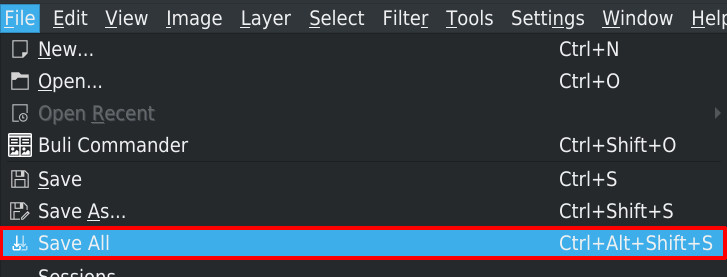 File Edit View Image Layer Select Filter Tools Settings Window Help
New... Ctrl+N
Open... Ctrl+O
Open Recent
Buli Commander Ctrl+Shift+O
Save Ctrl+S
Save As... Ctrl+Shift+S
Save All Ctrl+Alt+Shift+S
Sessions